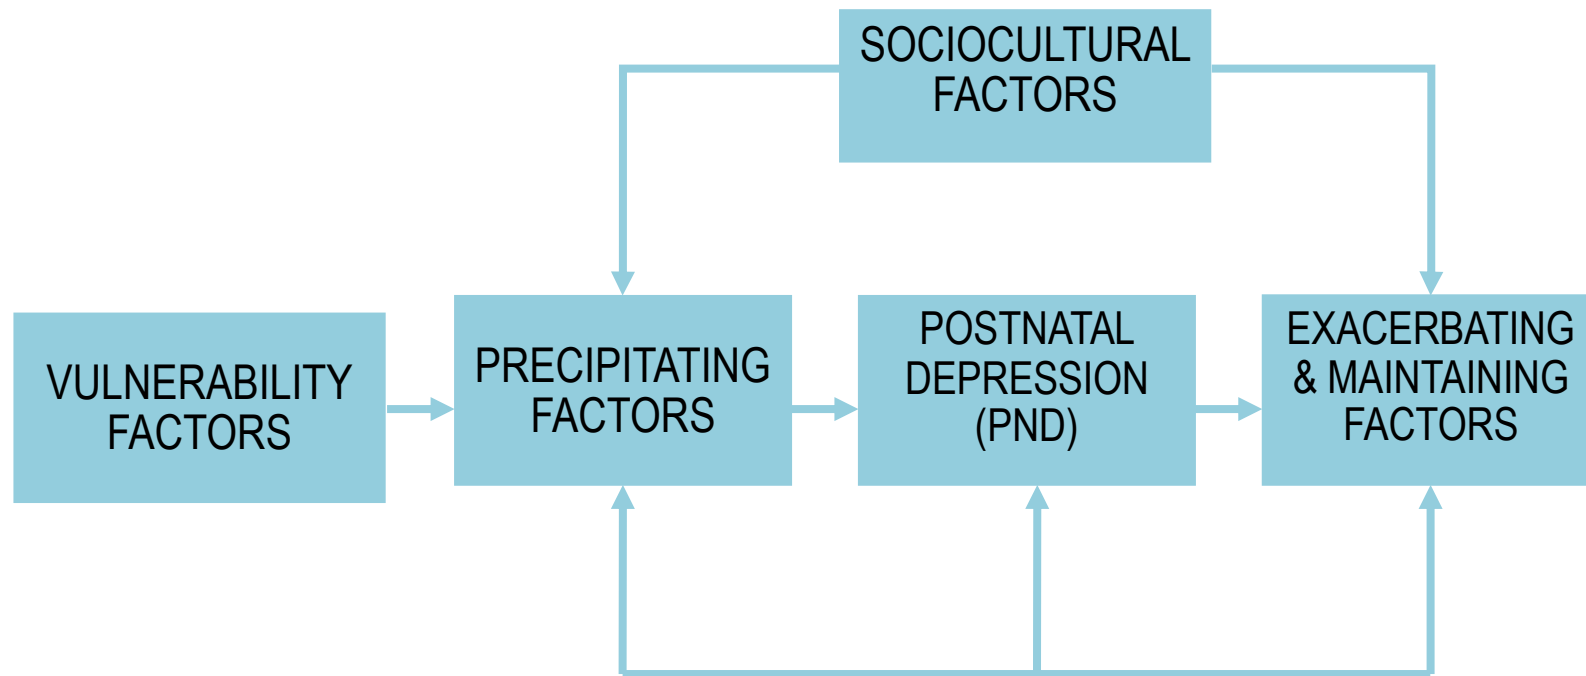 SOCIOCULTURAL
FACTORS
VULNERABILITY
FACTORS
PRECIPITATING
FACTORS
POSTNATAL
DEPRESSION
(PND)
EXACERBATING
& MAINTAINING
FACTORS